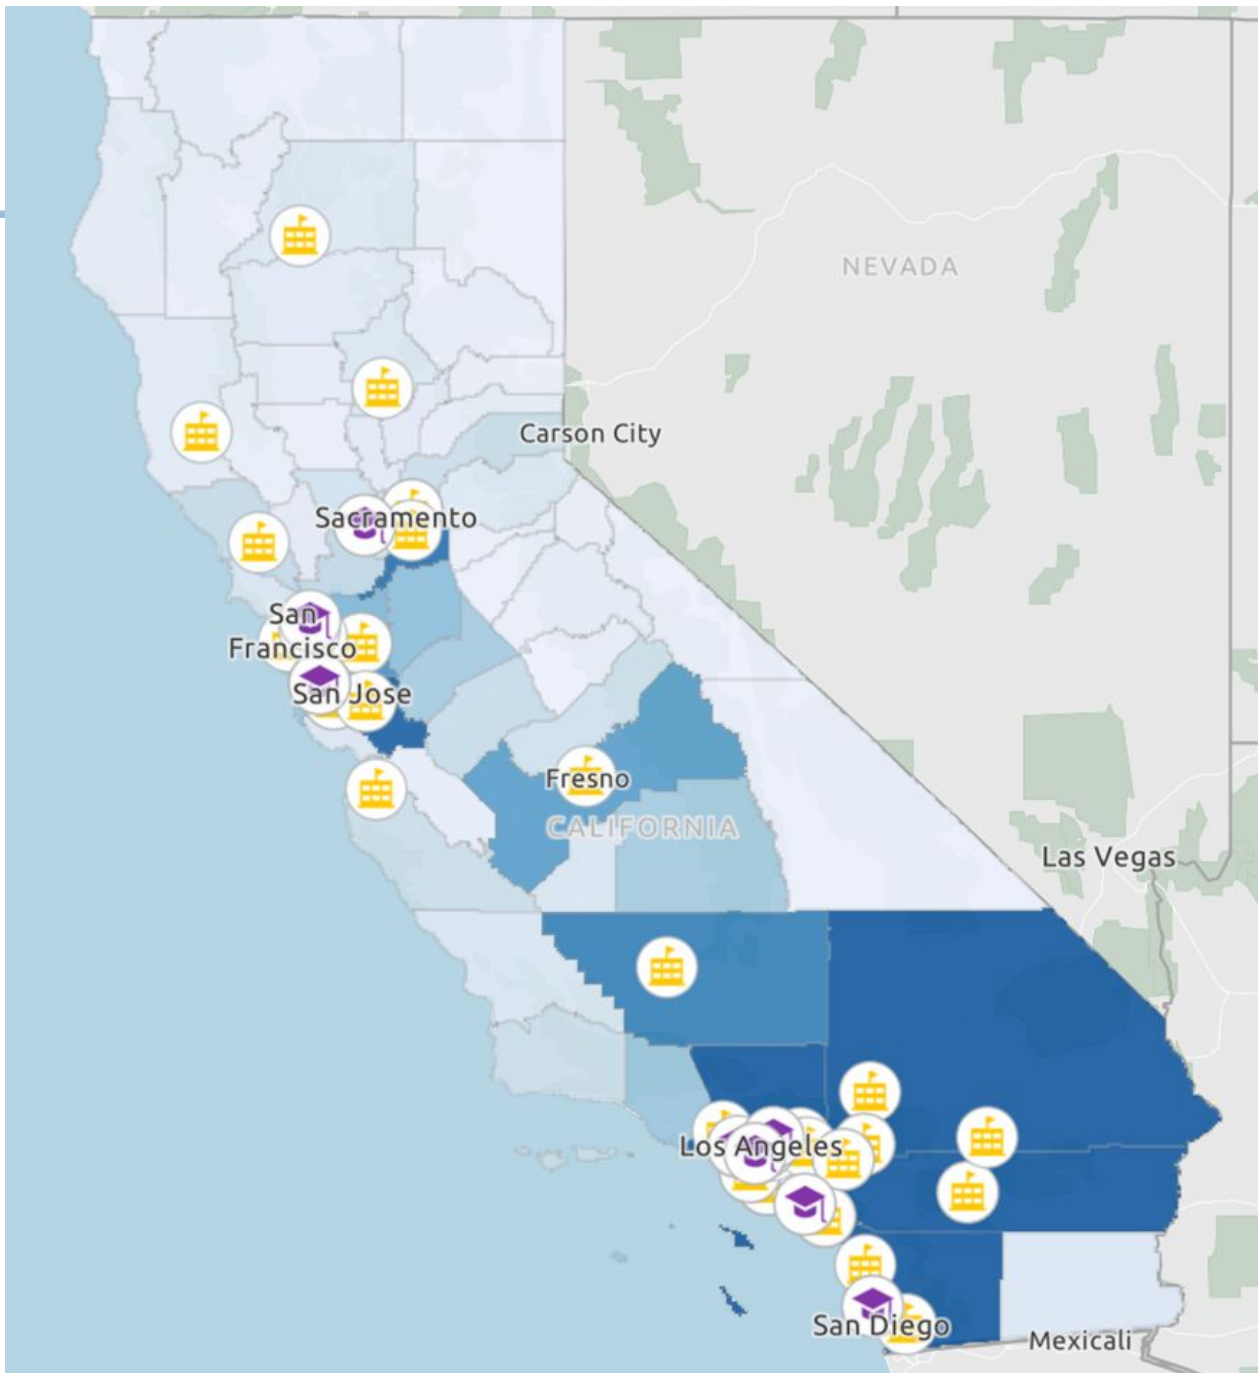 NEVADA
Carson City
Sacramento
San
Francisco
San Jose
Fresno
CALIFORNIA
Las Vegas
Los Angeles
San Diego
Mexicali